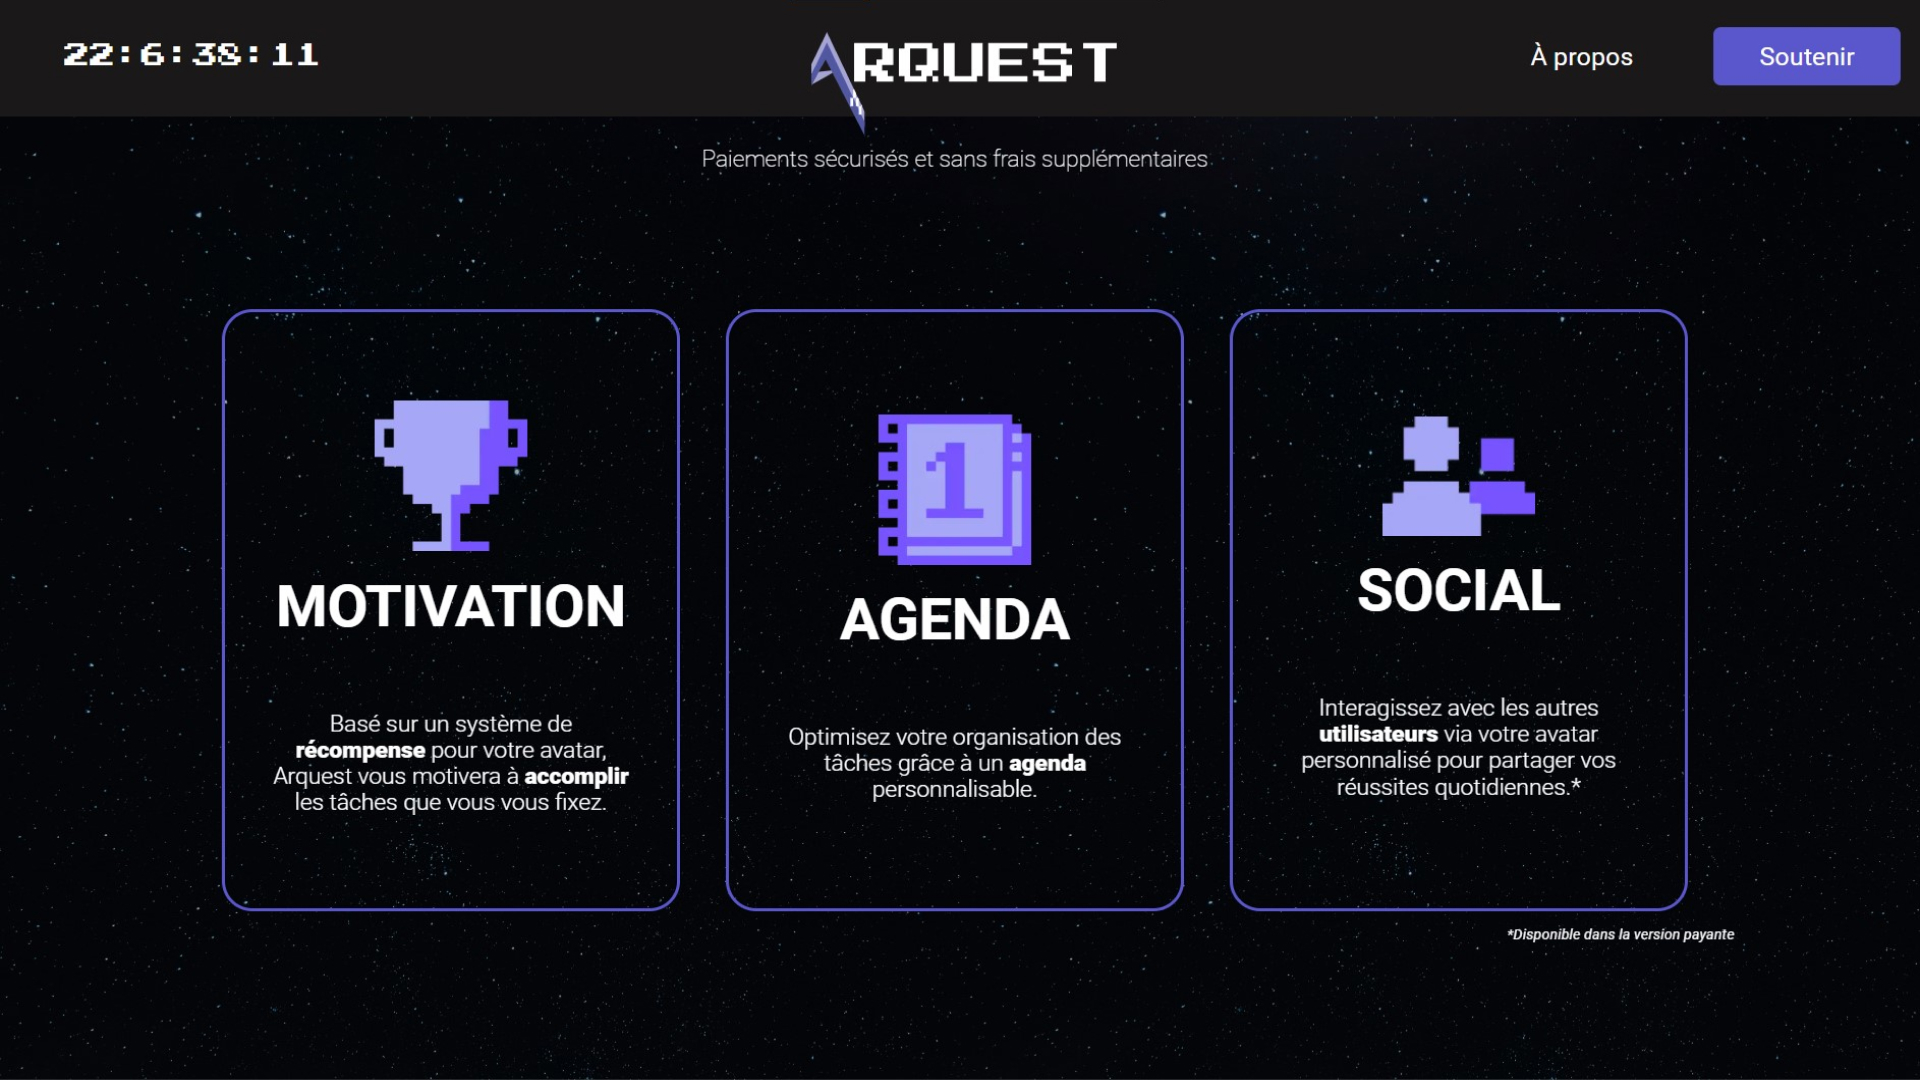 22:6:38:11
ARQUEST
À propos
Soutenir
Paiements sécurisés et sans frais supplémentaires
1
MOTIVATION
Basé sur un système de
récompense pour votre avatar,
Arquest vous motivera à accomplir
les tâches que vous vous fixez.
AGENDA
Optimisez votre organisation des
tâches grâce à un agenda
personnalisable.
SOCIAL
Interagissez avec les autres
utilisateurs via votre avatar
personnalisé pour partager vos
réussites quotidiennes.*
*Disponible dans la version payante